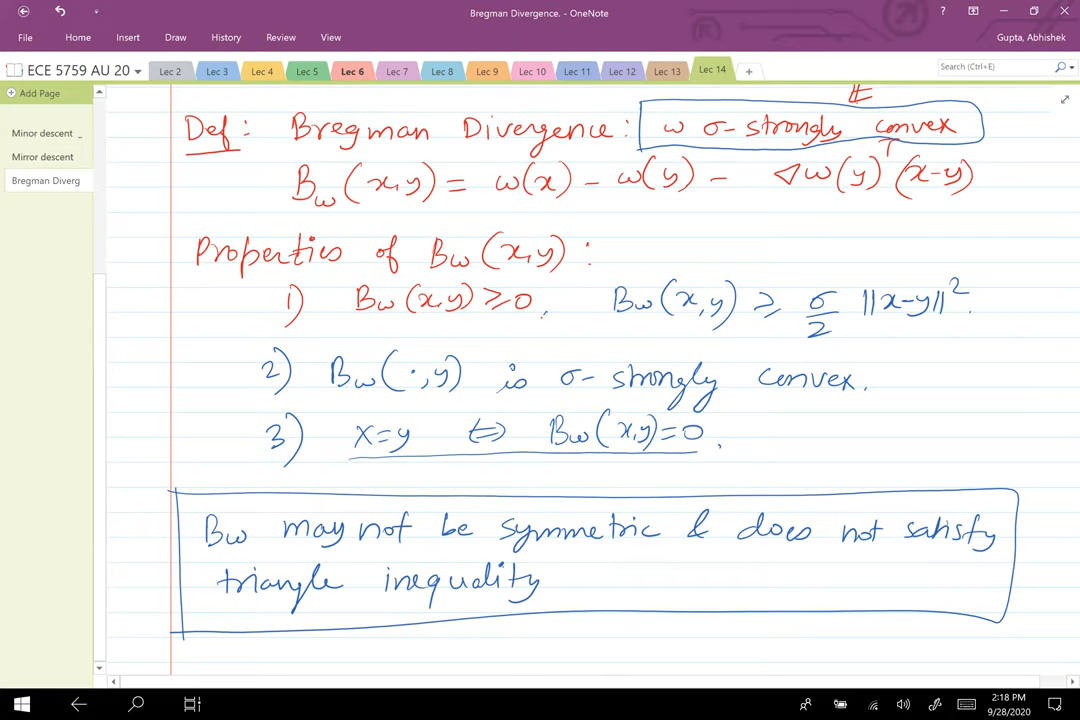 Bregman Divergence. - OneNote
?
File Home Insert Draw History Review View
Gupta, Abhishek
ECE 5759 AU 20
Lec 2 Lec 3 Lec 4 Lec 5 Lec 6 Lec 7 Lec 8 Lec 9 Lec 10 Lec 11 Lec 12 Lec 13 Lec 14 +
Search (Ctrl+E)
Add Page
Minor descent
Minor descent
Bregman Diverg
Def: Bregman Divergence: ω σ-strongly convex
Bω(x,y) = ω(x) - ω(y) - ∇ω(y)ᵀ(x-y)
Properties of Bω(x,y):
1) Bω(x,y) ≥ 0, Bω(x,y) ≥ σ/2 ||x-y||².
2) Bω(·,y) is σ-strongly convex.
3) x=y ⇔ Bω(x,y)=0.
Bω may not be symmetric & does not satisfy
triangle inequality
2:18 PM
9/28/2020